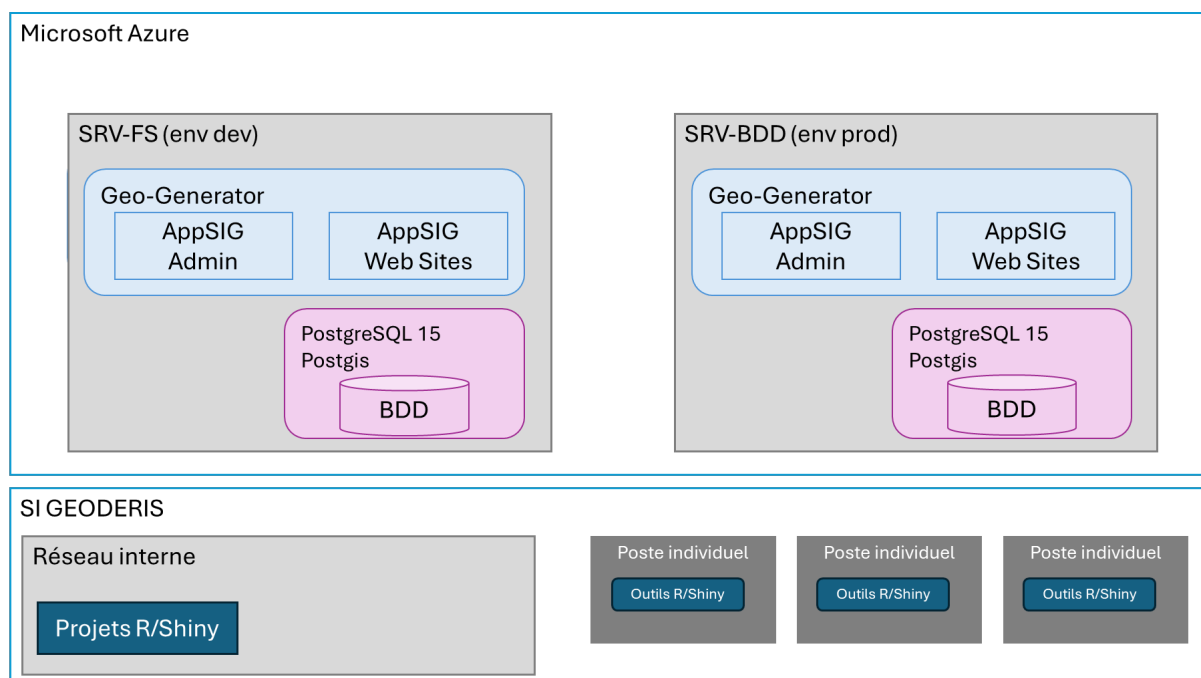 Microsoft Azure
SRV-FS (env dev)
Geo-Generator
AppSIG
Admin
AppSIG
Web Sites
PostgreSQL 15
Postgis
BDD
SRV-BDD (env prod)
Geo-Generator
AppSIG
Admin
AppSIG
Web Sites
PostgreSQL 15
Postgis
BDD
SI GEODERIS
Réseau interne
Projets R/Shiny
Poste individuel
Outils R/Shiny
Poste individuel
Outils R/Shiny
Poste individuel
Outils R/Shiny